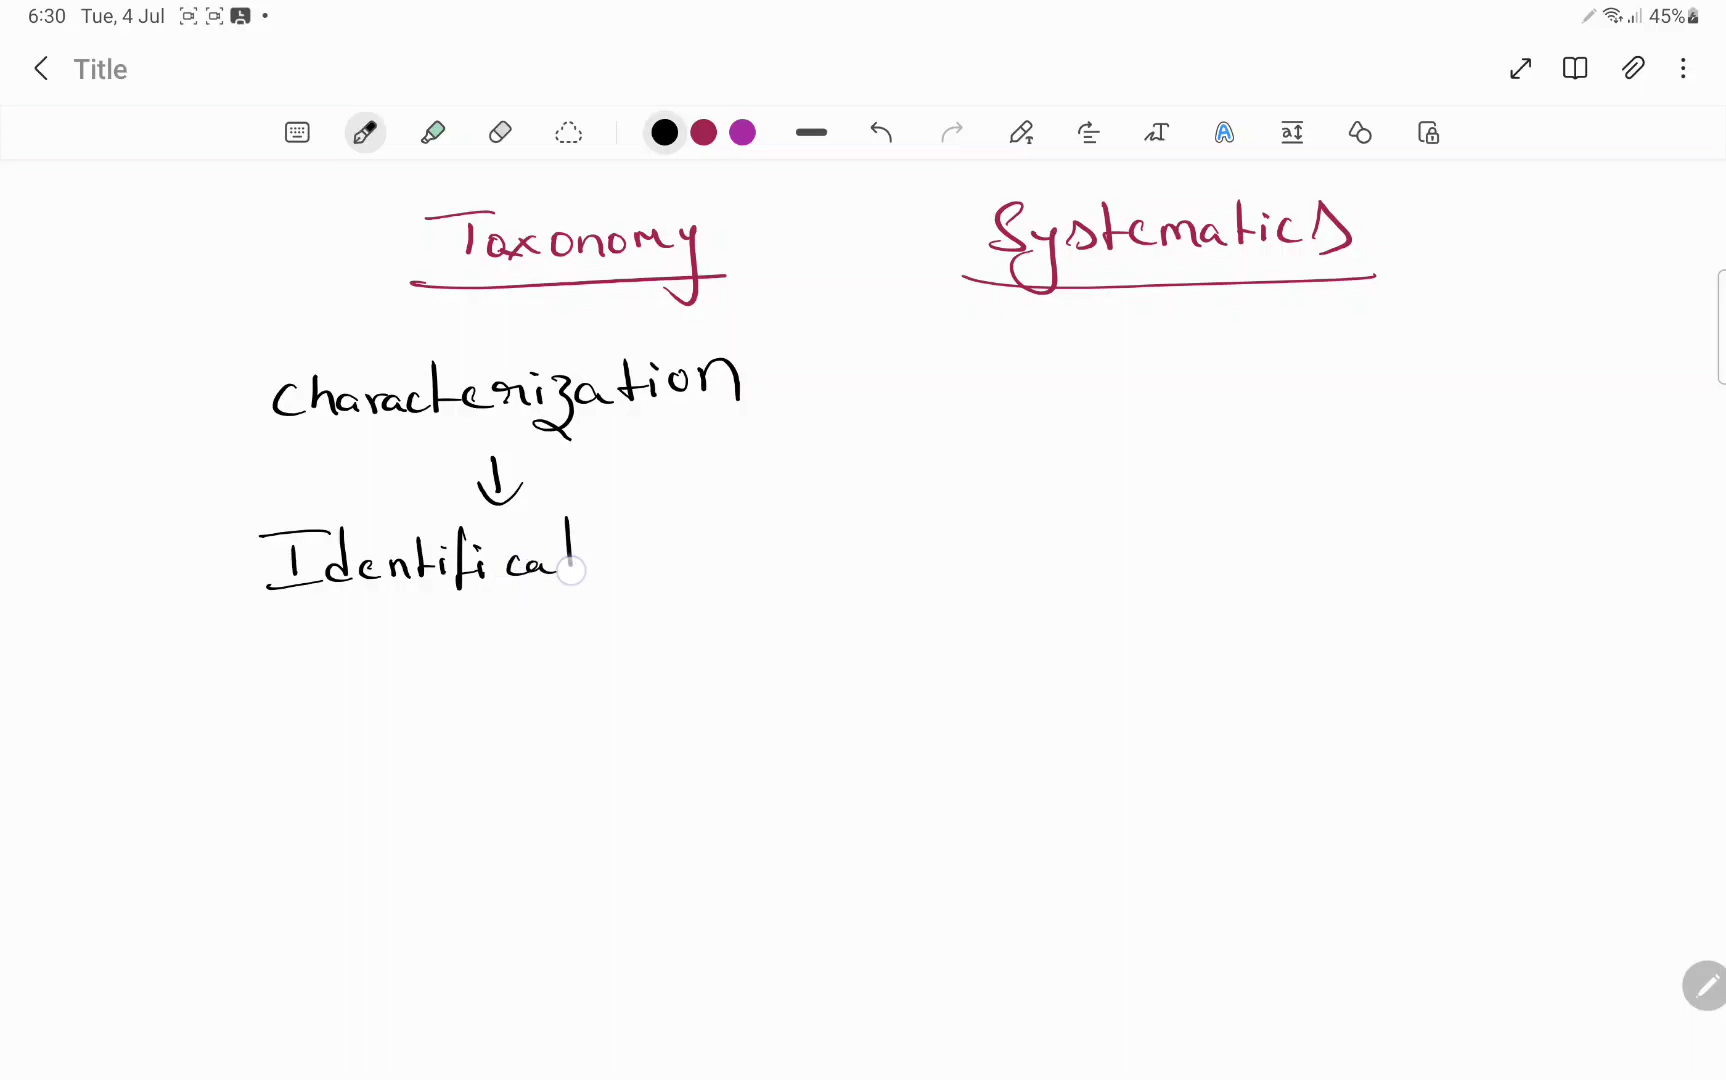 6:30 Tue, 4 Jul 45%
Title
Taxonomy Systematics
Characterization
↓
Identificat